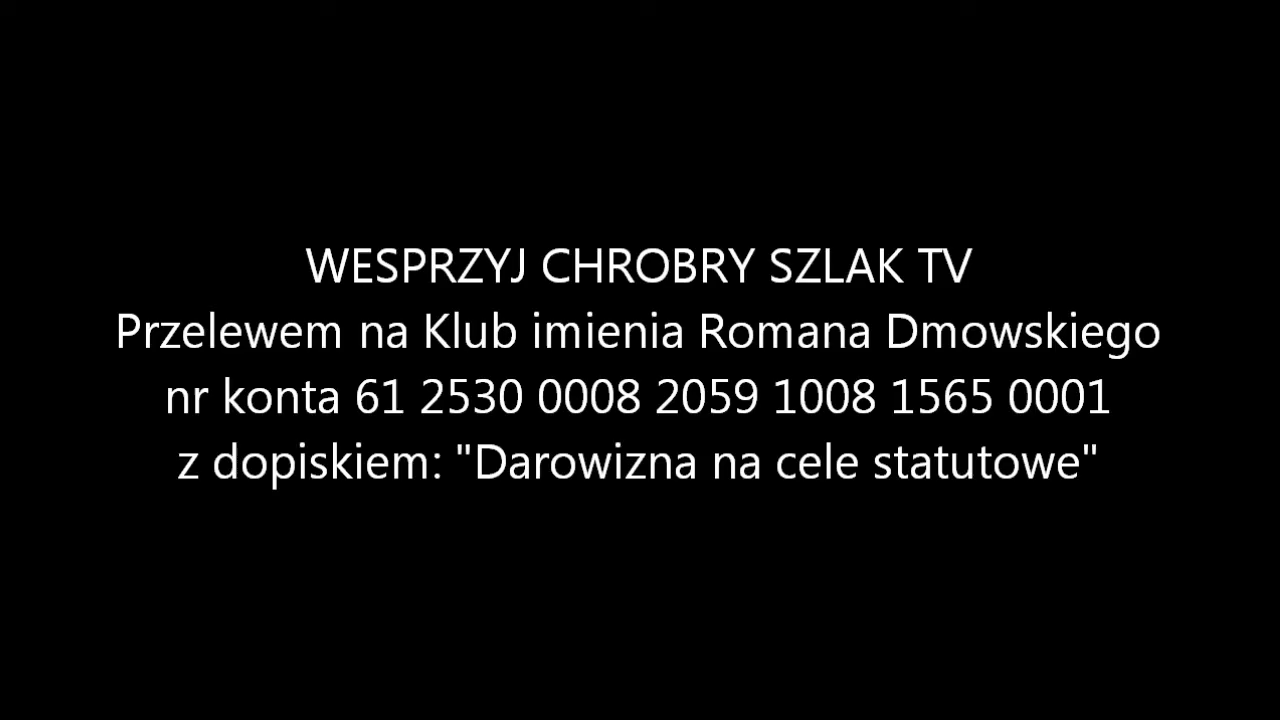 WESPRZYJ CHROBRY SZLAK TV
Przelewem na Klub imienia Romana Dmowskiego
nr konta 61 2530 0008 2059 1008 1565 0001
z dopiskiem: "Darowizna na cele statutowe"